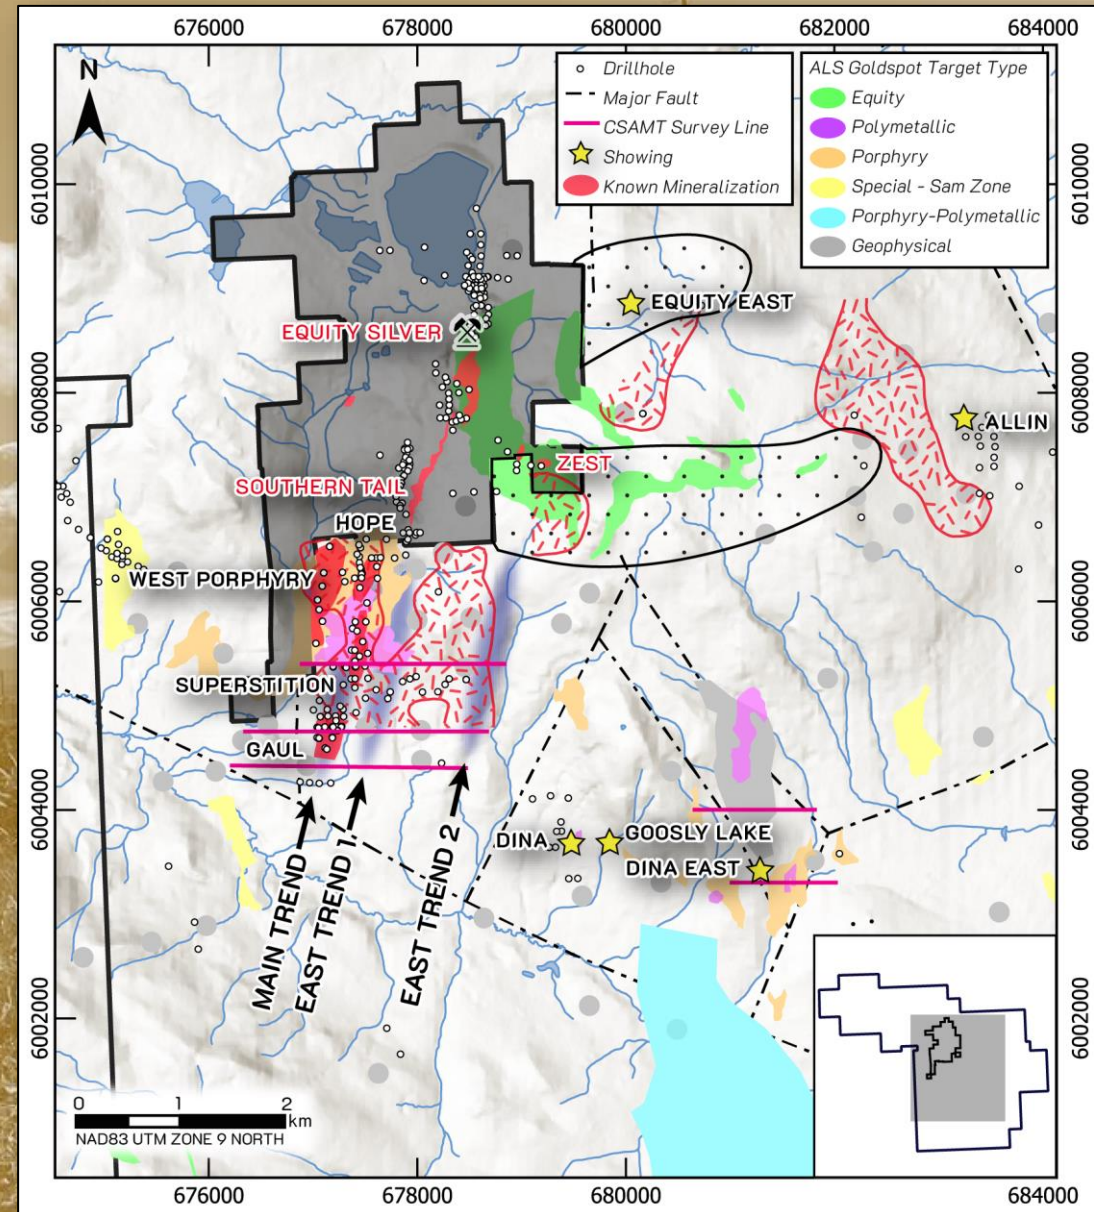 676000
678000
680000
682000
684000
N
Drillhole
Major Fault
CSAMT Survey Line
Showing
Known Mineralization
ALS Goldspot Target Type
Equity
Polymetallic
Porphyry
Special - Sam Zone
Porphyry-Polymetallic
Geophysical
6010000
6010000
EQUITY EAST
EQUITY SILVER
6008000
6008000
ALLIN
ZEST
SOUTHERN TAIL
HOPE
WEST PORPHYRY
6006000
6006000
SUPERSTITION
GAUL
6004000
6004000
DINA
GOOSLY LAKE
DINA EAST
MAIN TREND
EAST TREND 1
EAST TREND 2
6002000
6002000
0 1 2
km
NAD83 UTM ZONE 9 NORTH
676000
678000
680000
682000
684000